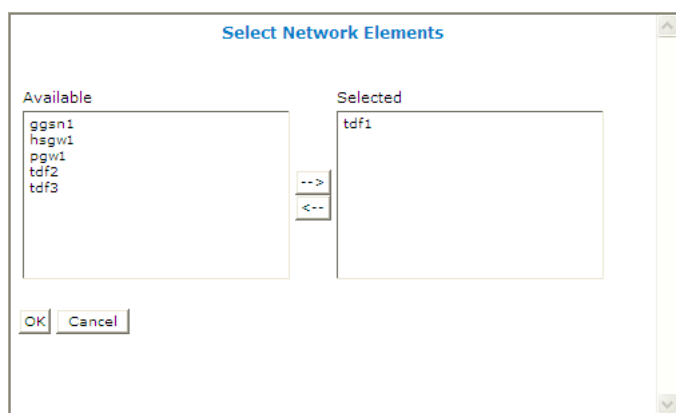 Select Network Elements
Available
Selected
ggsn1
hsgw1
pgw1
tdf2
tdf3
tdf1
-->
<--
OK
Cancel